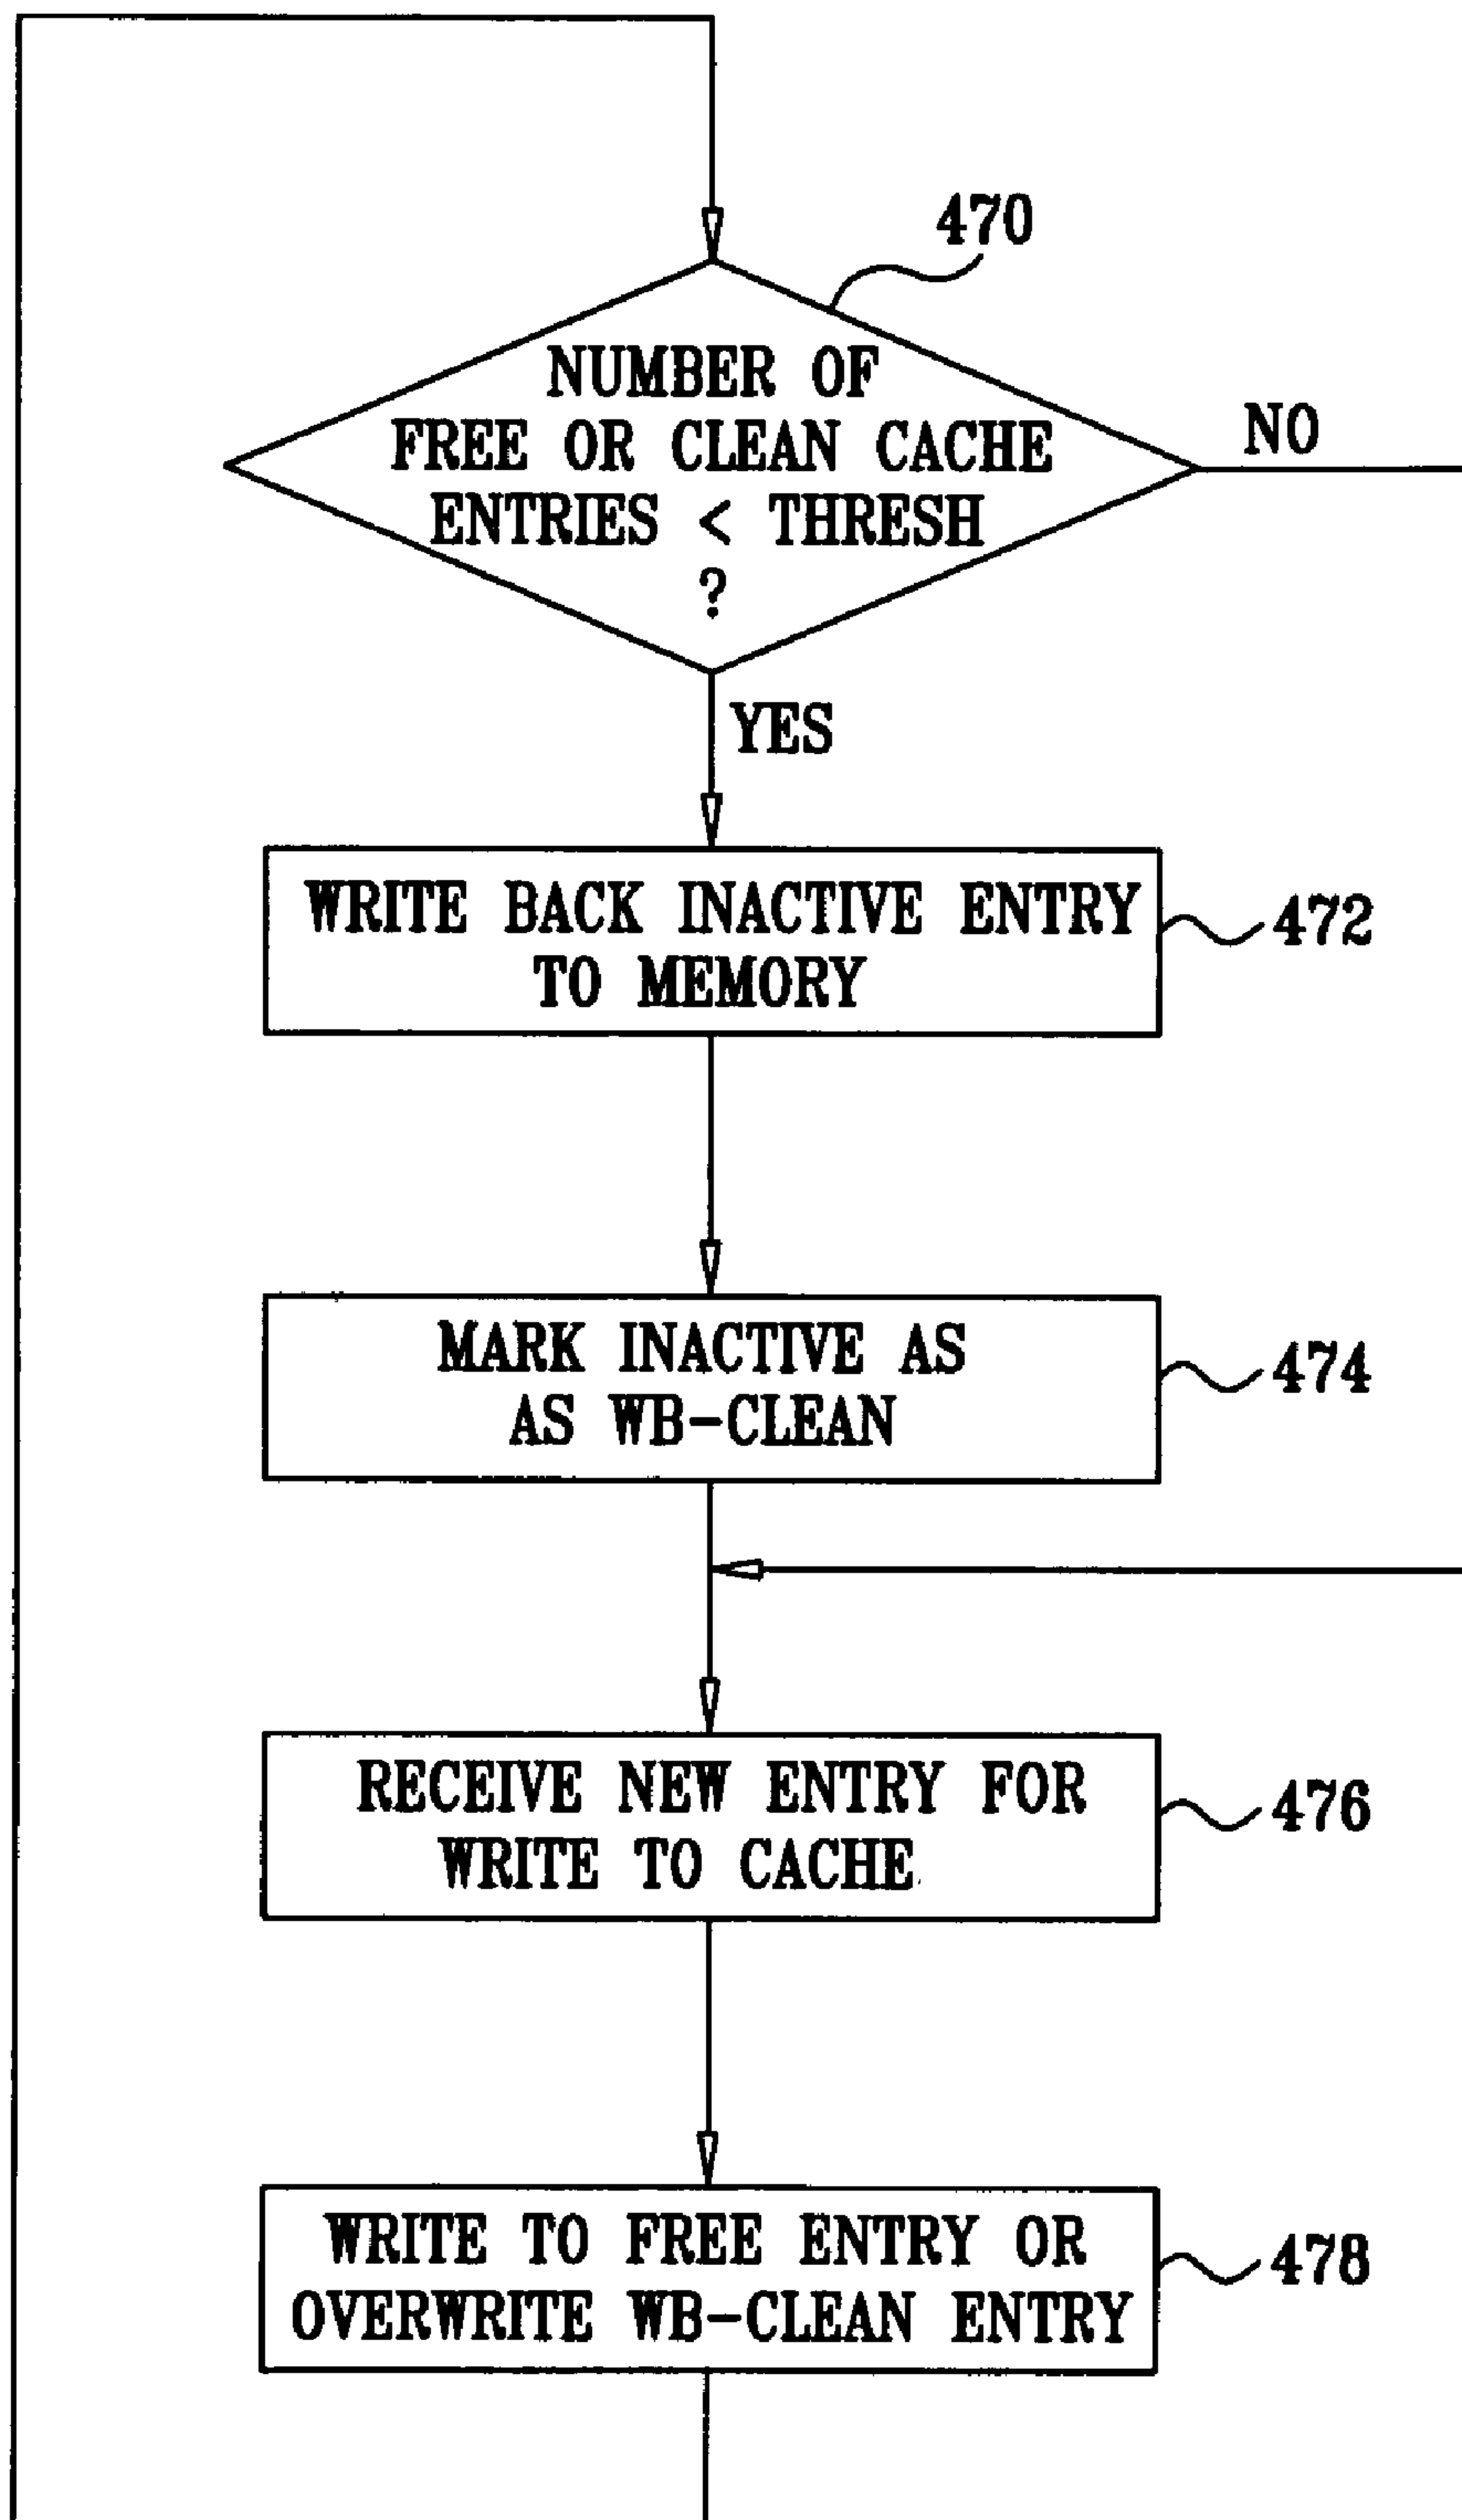 470
NUMBER OF
FREE OR CLEAN CACHE
ENTRIES < THRESH
?
NO
YES
WRITE BACK INACTIVE ENTRY
TO MEMORY
472
MARK INACTIVE AS
AS WB-CLEAN
474
RECEIVE NEW ENTRY FOR
WRITE TO CACHE
476
WRITE TO FREE ENTRY OR
OVERWRITE WB-CLEAN ENTRY
478